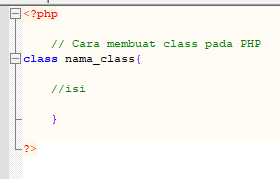 <?php
// Cara membuat class pada PHP
class nama_class{
//isi
}
?>